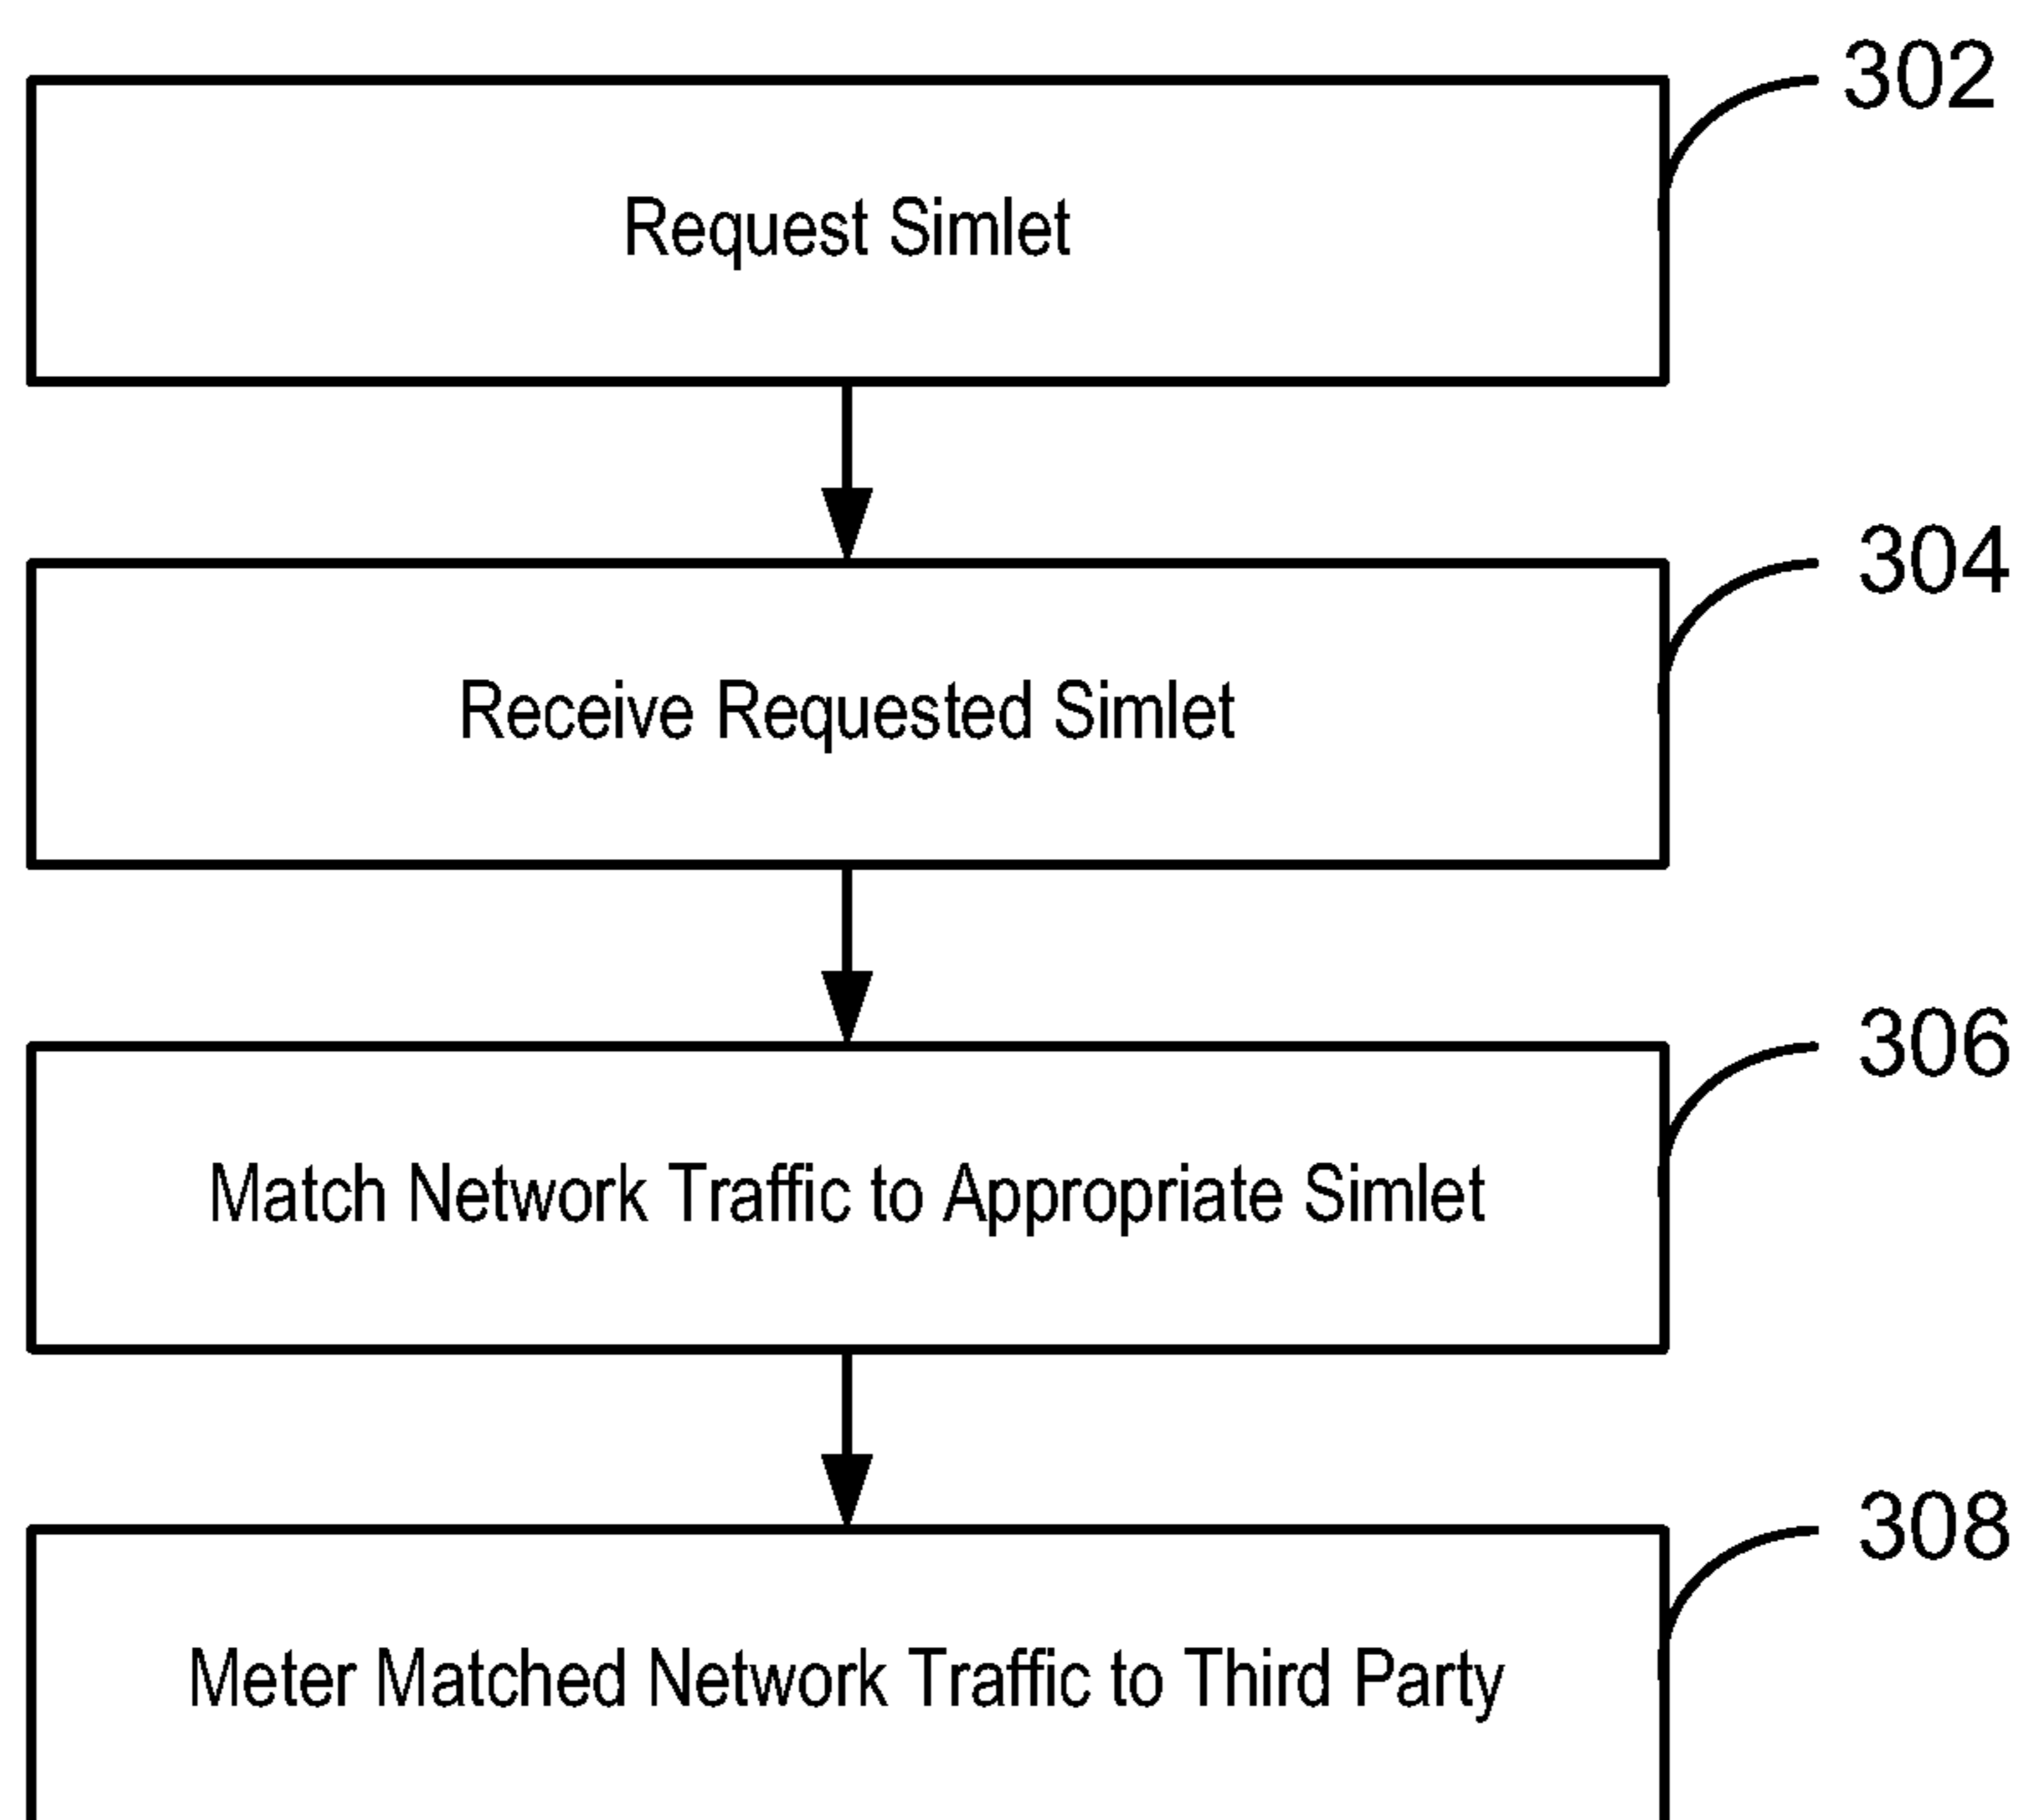 302
Request Simlet
304
Receive Requested Simlet
306
Match Network Traffic to Appropriate Simlet
308
Meter Matched Network Traffic to Third Party